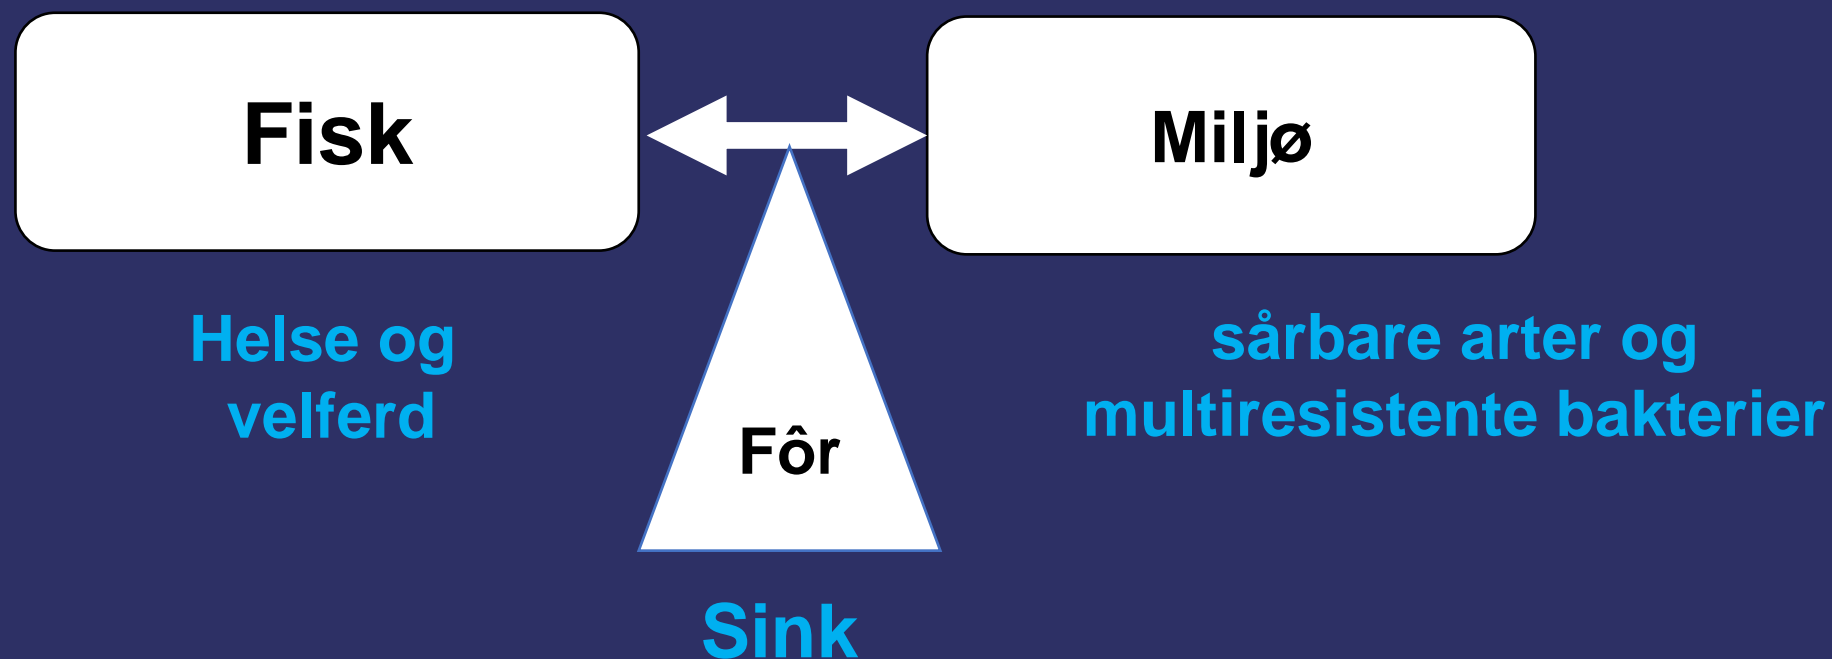 Fisk
Miljø
Helse og
velferd
sårbare arter og
multiresistente bakterier
Fôr
Sink